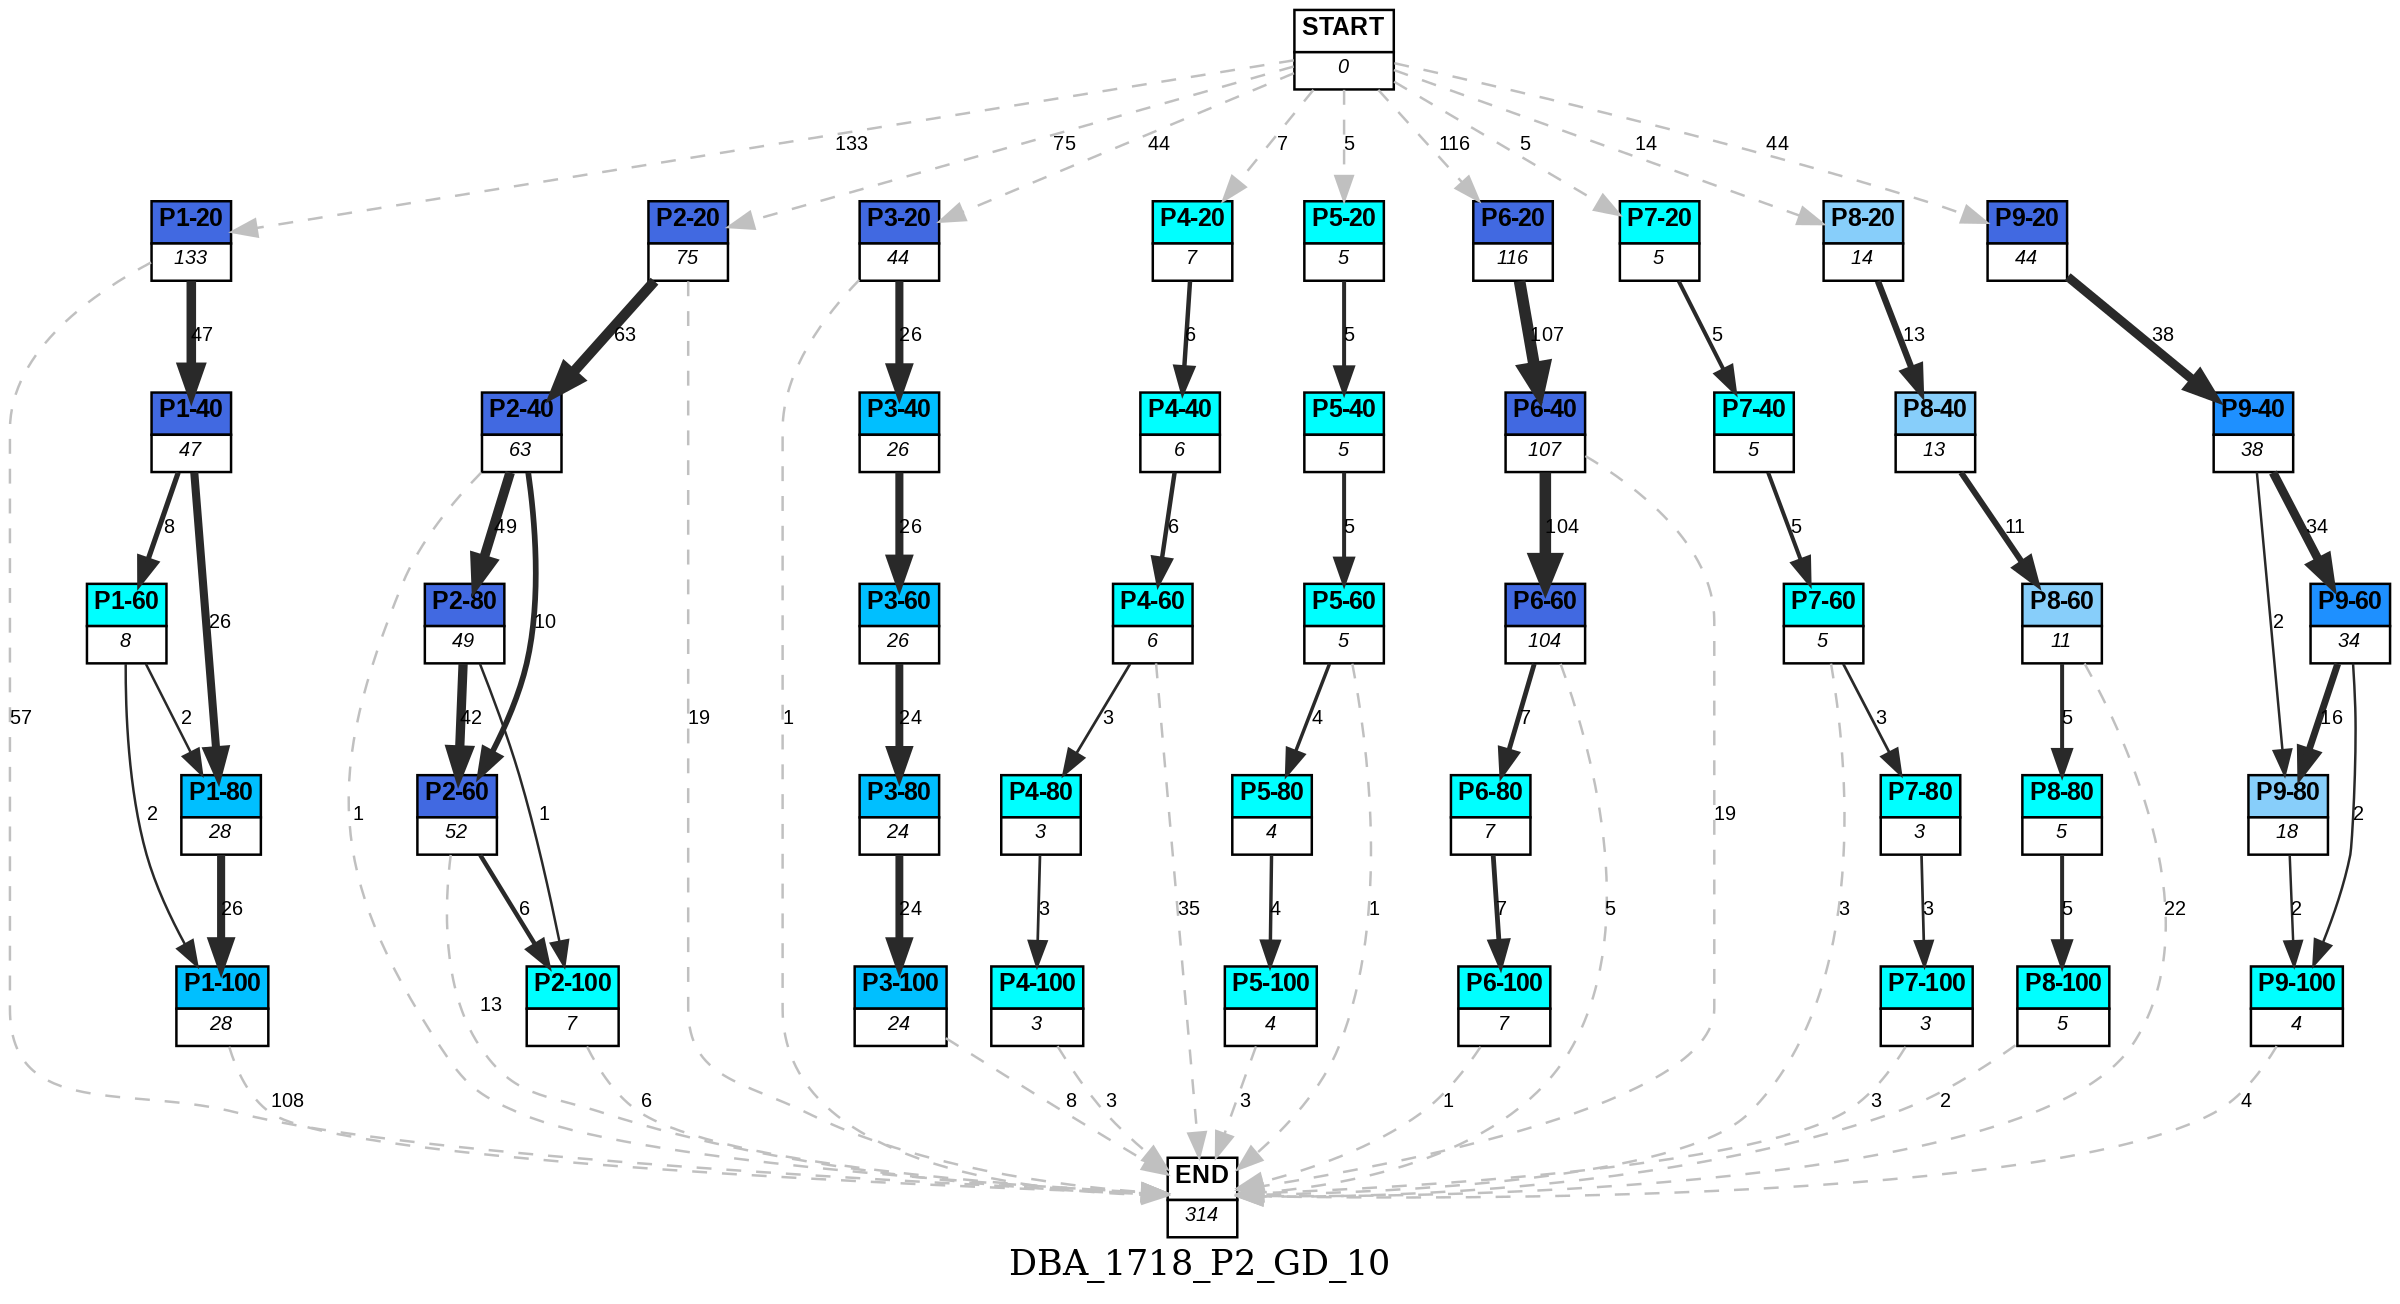 START
0
133
75
44
7
5
116
5
14
44
P1-20
133
P2-20
75
P3-20
44
P4-20
7
P5-20
5
P6-20
116
P7-20
5
P8-20
14
P9-20
44
47
63
26
6
5
107
5
13
38
P1-40
47
P2-40
63
P3-40
26
P4-40
6
P5-40
5
P6-40
107
P7-40
5
P8-40
13
P9-40
38
8
49
26
6
5
104
5
11
34
P1-60
8
P2-80
49
P3-60
26
P4-60
6
P5-60
5
P6-60
104
P7-60
5
P8-60
11
P9-60
34
26
10
2
57
2
42
19
1
24
3
4
7
3
5
16
P1-80
28
P2-60
52
P3-80
24
P4-80
3
P5-80
4
P6-80
7
P7-80
3
P8-80
5
P9-80
18
2
1
1
19
2
26
6
24
3
35
4
1
7
5
3
3
5
22
2
P1-100
28
13
P2-100
7
P3-100
24
P4-100
3
P5-100
4
P6-100
7
P7-100
3
P8-100
5
P9-100
4
108
6
8
3
3
1
3
2
4
END
314
DBA_1718_P2_GD_10